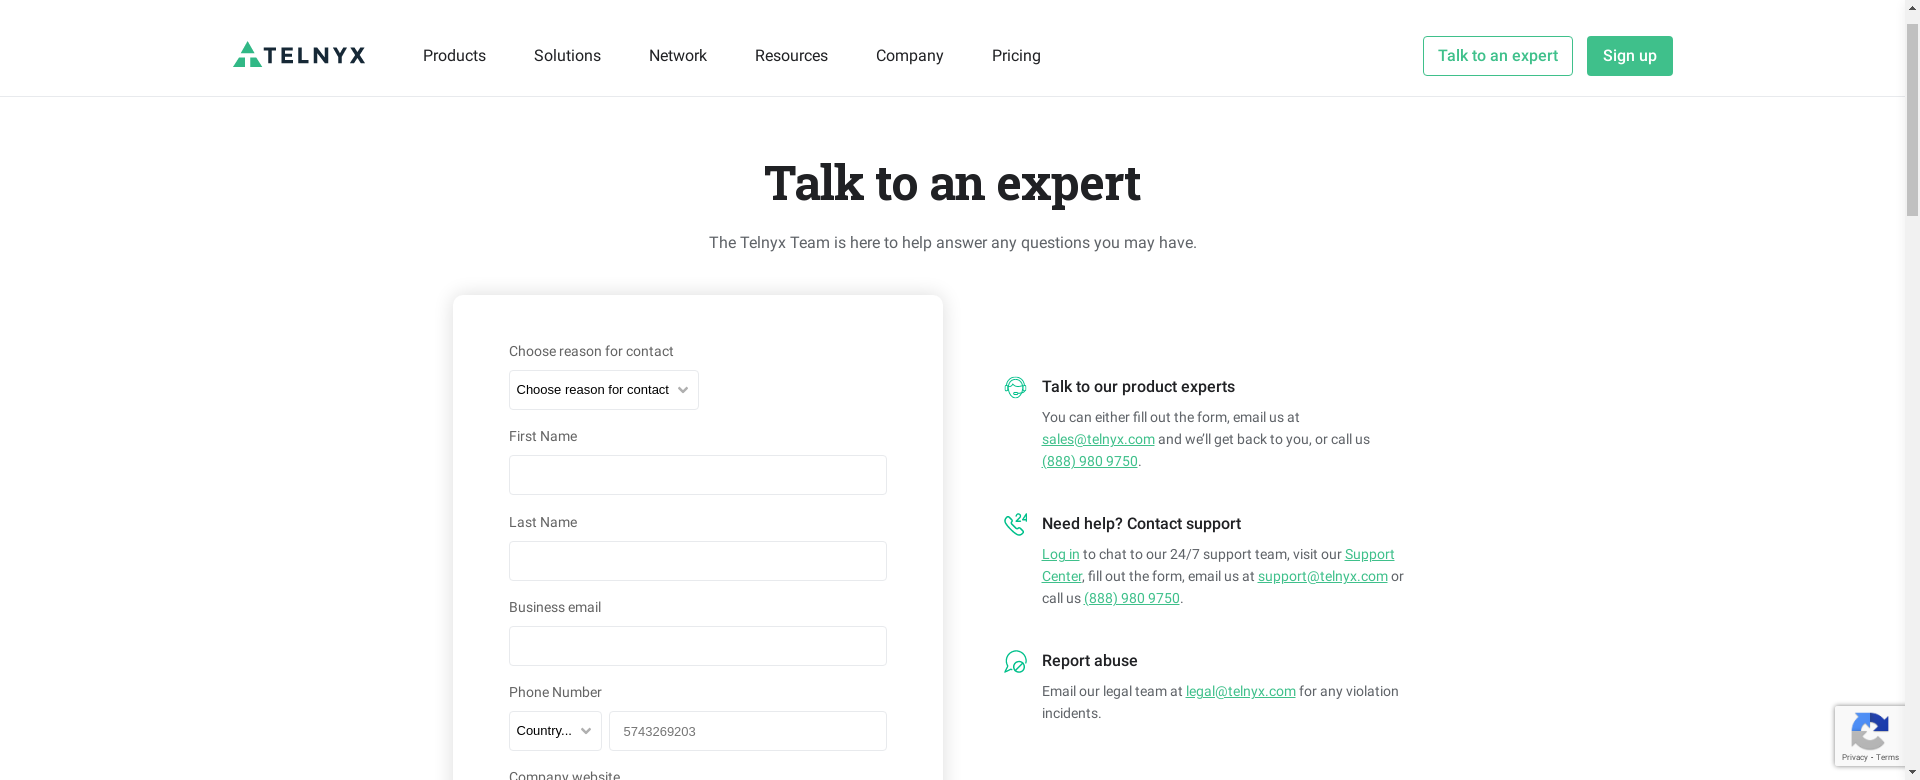 TELNYX
Products
Solutions
Network
Resources
Company
Pricing
Talk to an expert
Sign up
Talk to an expert
The Telnyx Team is here to help answer any questions you may have.
Choose reason for contact
Choose reason for contact
First Name
Last Name
Business email
Phone Number
Country...
5743269203
Company website
Talk to our product experts
You can either fill out the form, email us at
sales@telnyx.com and we'll get back to you, or call us
(888) 980 9750.
24
Need help? Contact support
Log in to chat to our 24/7 support team, visit our Support
Center, fill out the form, email us at support@telnyx.com or
call us (888) 980 9750.
Report abuse
Email our legal team at legal@telnyx.com for any violation
incidents.
Privacy - Terms